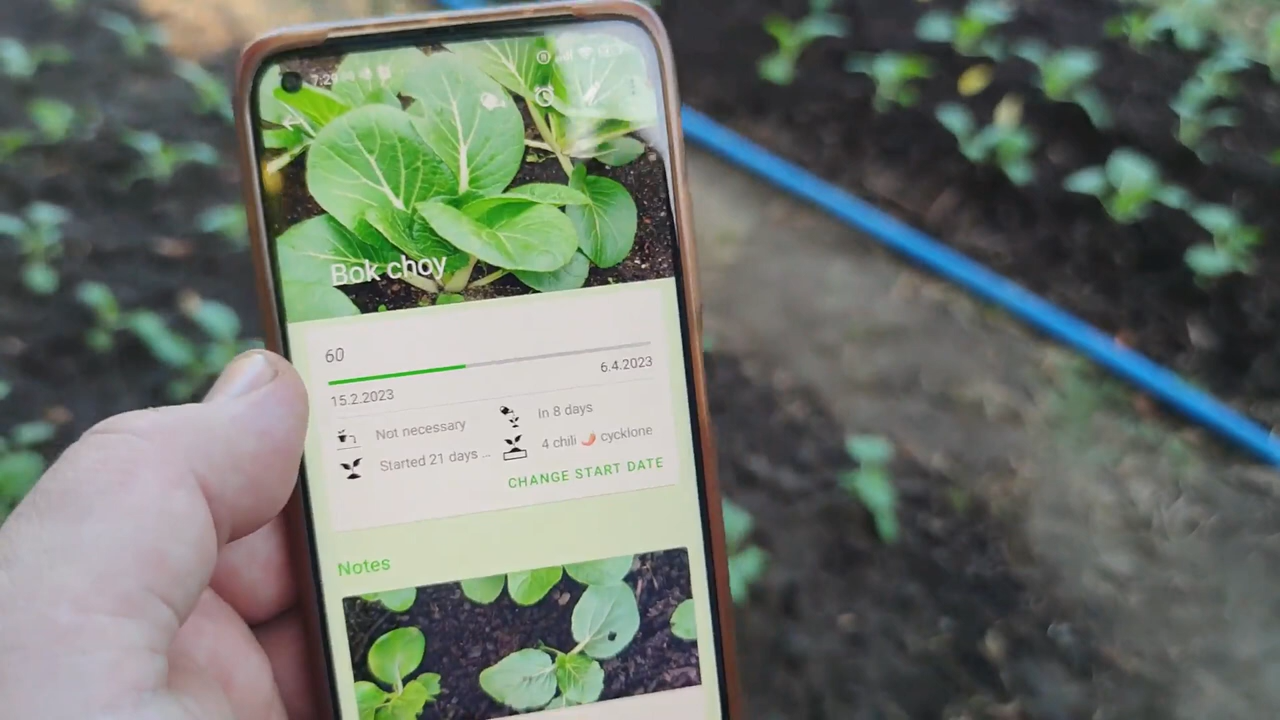 Bok choy
60
15.2.2023
6.4.2023
Not necessary
In 8 days
Started 21 days ...
4 chili 🌶️ cycklone
CHANGE START DATE
Notes